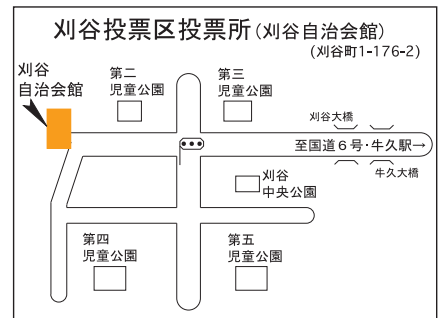 刈谷投票区投票所(刈谷自治会館)
(刈谷町1-176-2)
刈谷
自治会館
第二
児童公園
第三
児童公園
刈谷大橋
至国道6号・牛久駅→
牛久大橋
刈谷
中央公園
第四
児童公園
第五
児童公園